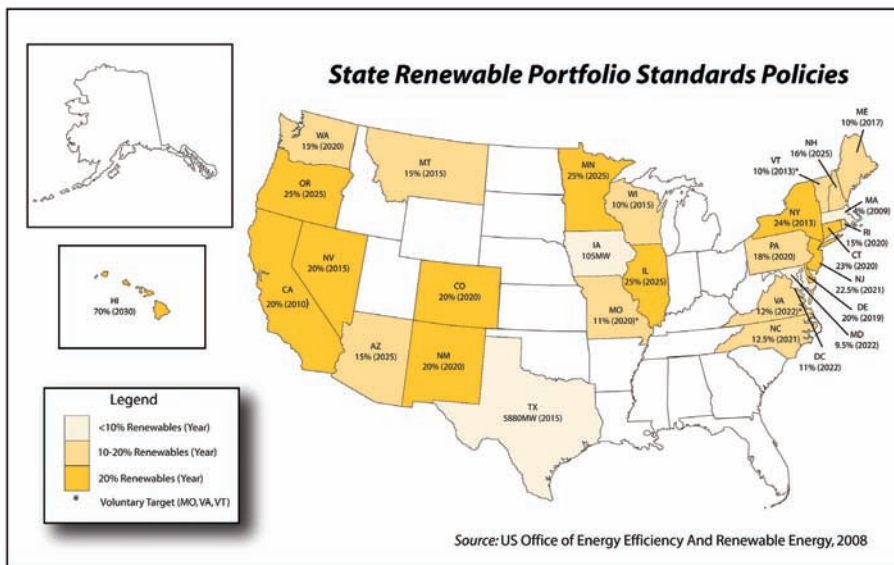 State Renewable Portfolio Standards Policies
WA
15% (2020)
MT
15% (2015)
OR
25% (2025)
NV
20% (2015)
CA
20% (2010)
AZ
15% (2025)
CO
20% (2020)
NM
20% (2020)
TX
5880MW (2015)
MN
25% (2025)
WI
10% (2015)
IA
105MW
IL
25% (2025)
MO
11% (2020)*
ME
10% (2017)
NH
16% (2025)
VT
10% (2013)*
MA
4% (2009)
NY
24% (2013)
RI
15% (2020)
PA
18% (2020)
CT
23% (2020)
NJ
22.5% (2021)
VA
12% (2022)*
DE
20% (2019)
NC
12.5% (2021)
MD
9.5% (2022)
DC
11% (2022)
HI
70% (2030)
Legend
<10% Renewables (Year)
10-20% Renewables (Year)
20% Renewables (Year)
* Voluntary Target (MO, VA, VT)
Source: US Office of Energy Efficiency And Renewable Energy, 2008